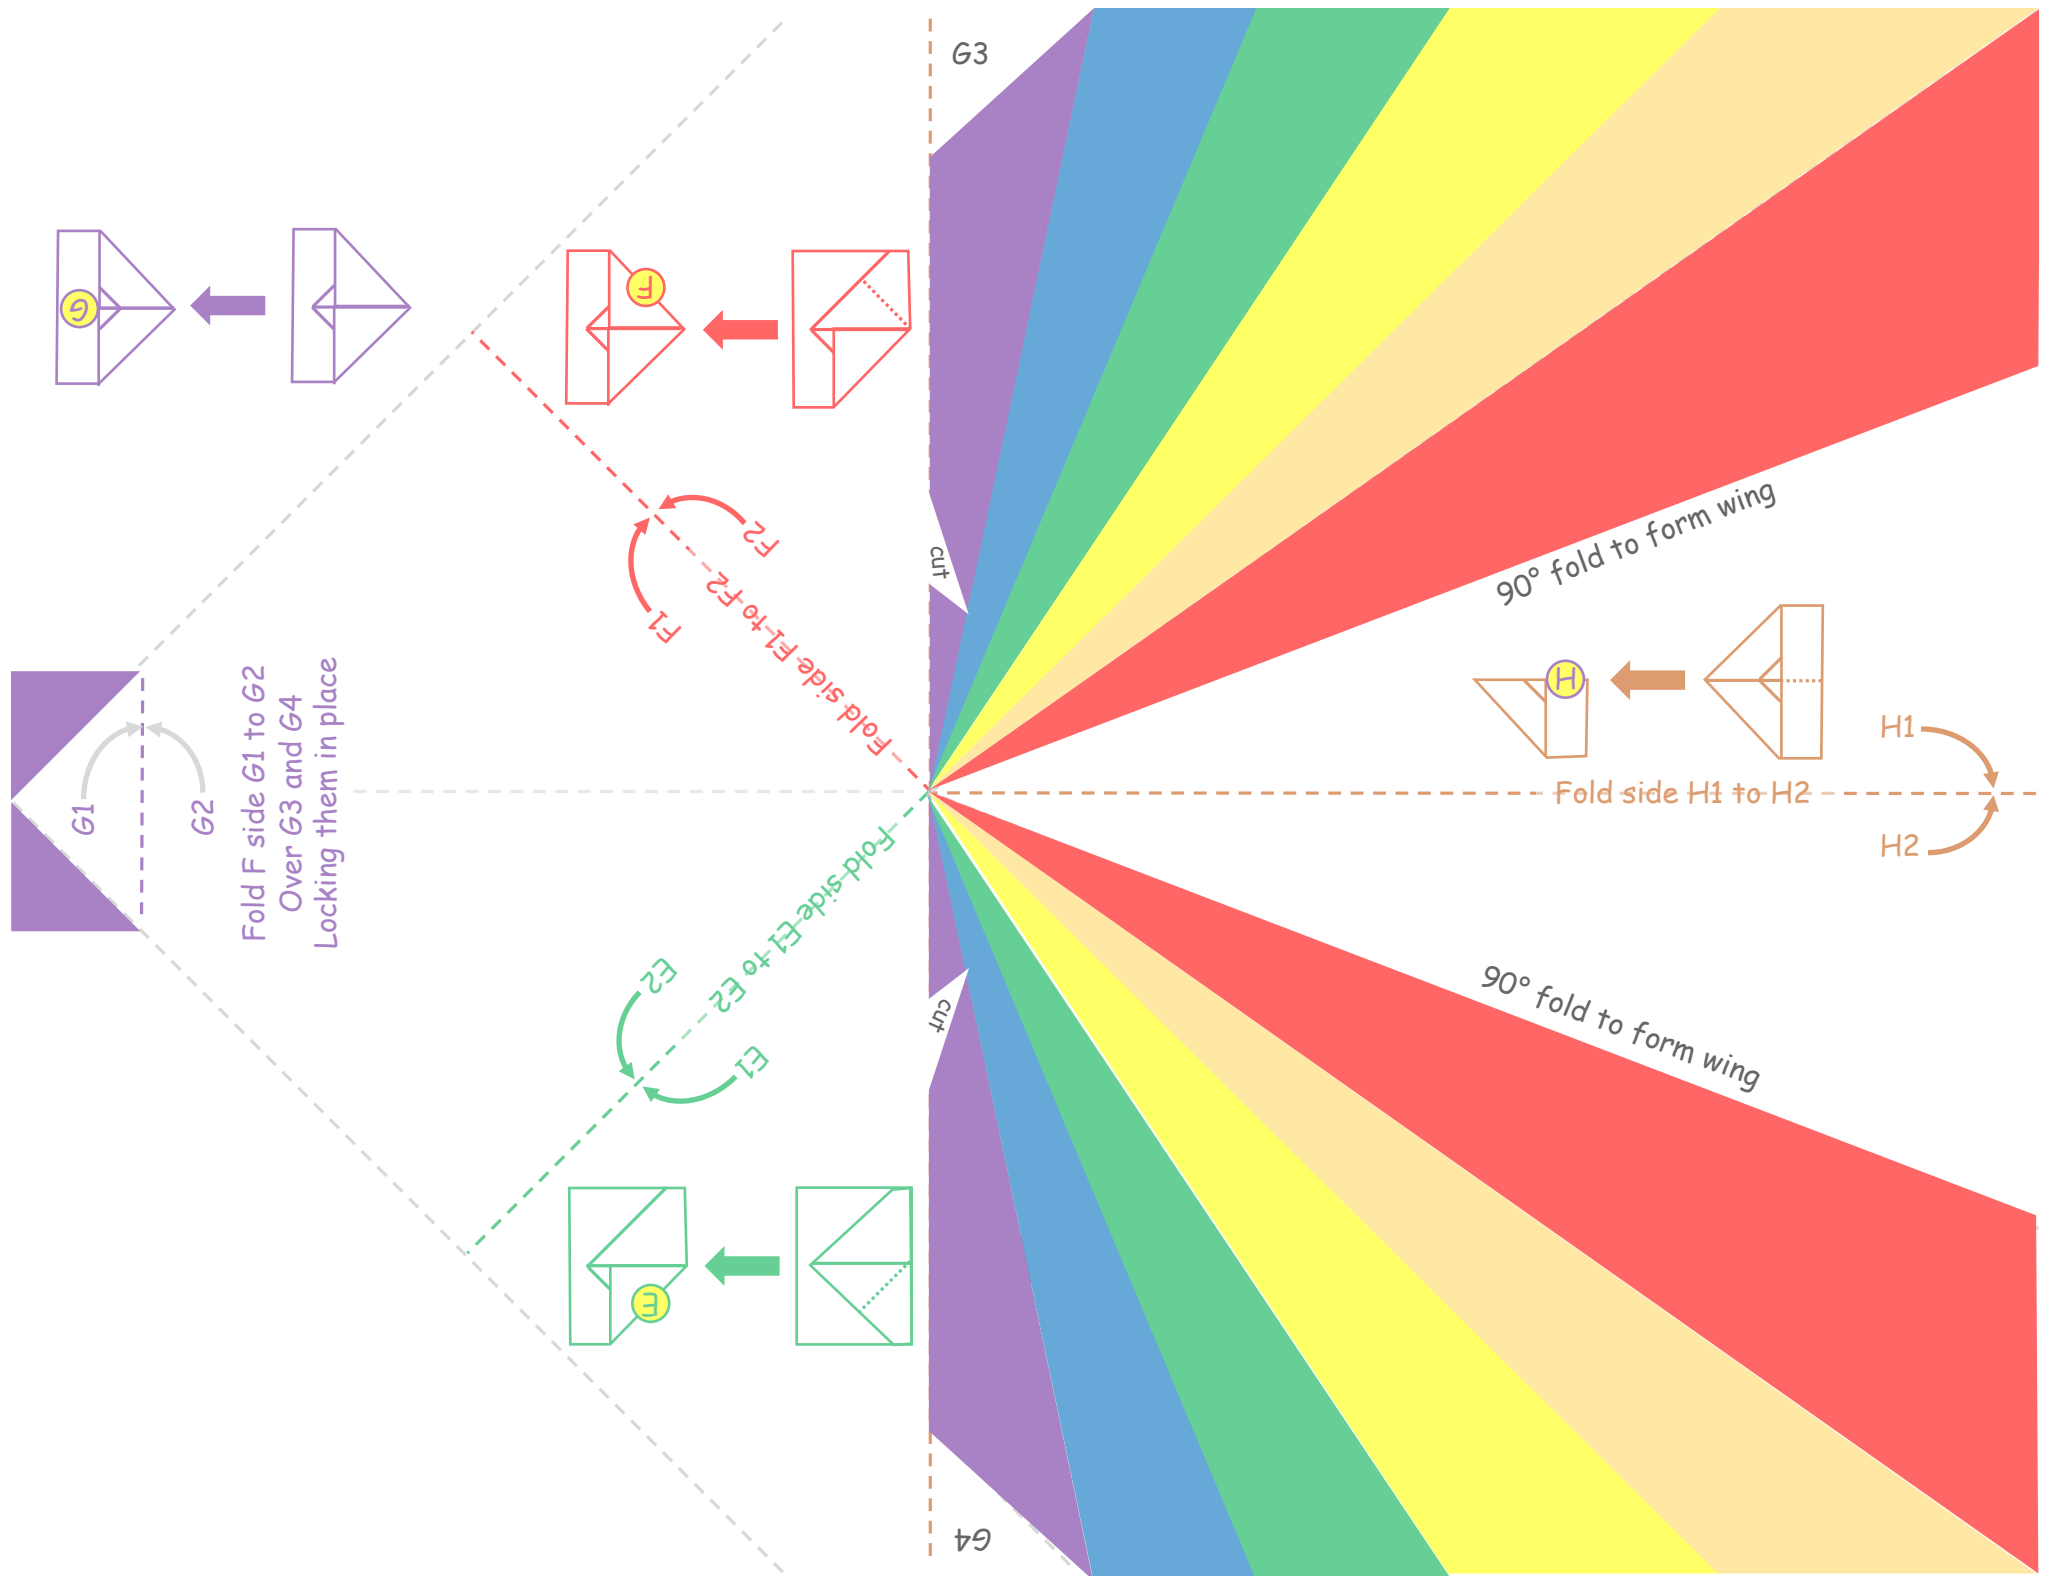 G3
G
F
cut
F2
F1
Fold side F1 to F2
90° fold to form wing
H
H1
Fold side H1 to H2
H2
G1
G2
Fold F side G1 to G2
Over G3 and G4
Locking them in place
Fold side E1 to E2
E2
E1
cut
90° fold to form wing
E
G4